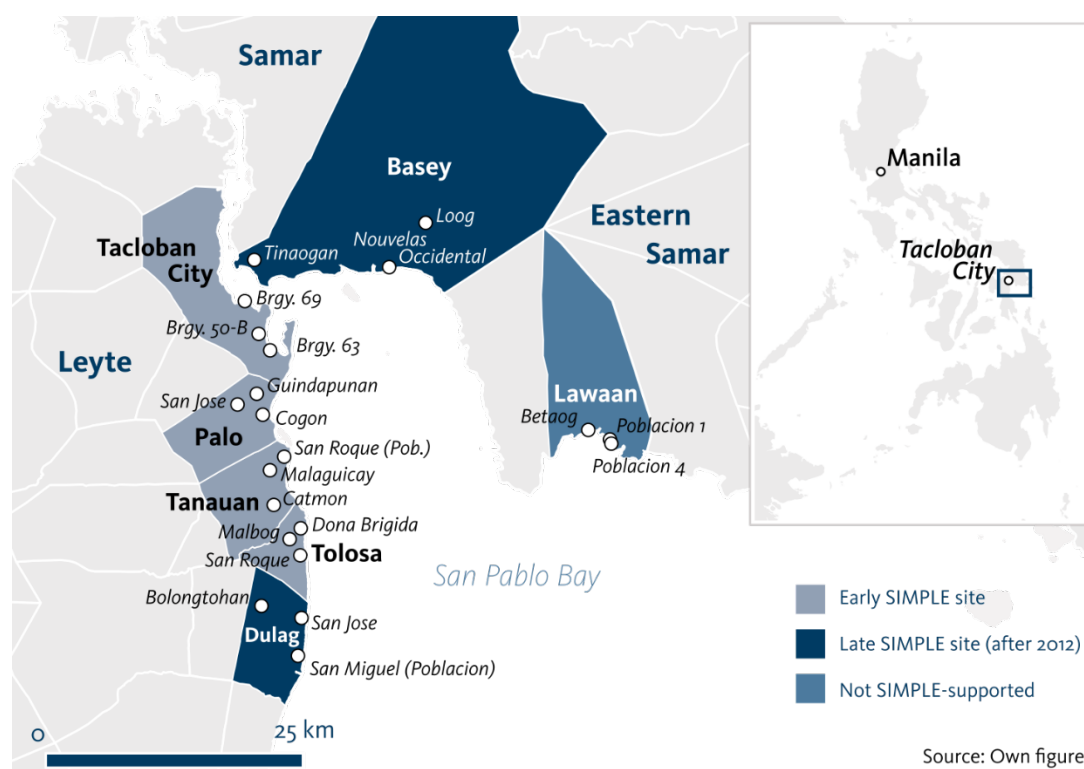 Samar
Basey
Loog
Nouvelas
Occidental
Tinaogan
Eastern
Samar
Tacloban
City
Brgy. 69
Brgy. 50-B
Brgy. 63
Leyte
Guindapunan
San Jose
Cogon
Palo
San Roque (Pob.)
Malaguicay
Tanauan
Catmon
Dona Brigida
Malbog
Tolosa
San Roque
Bolongtohan
San Jose
Dulag
San Miguel (Poblacion)
Lawaan
Betaog
Poblacion 1
Poblacion 4
San Pablo Bay
Manila
Tacloban
City
Early SIMPLE site
Late SIMPLE site (after 2012)
Not SIMPLE-supported
0
25 km
Source: Own figure